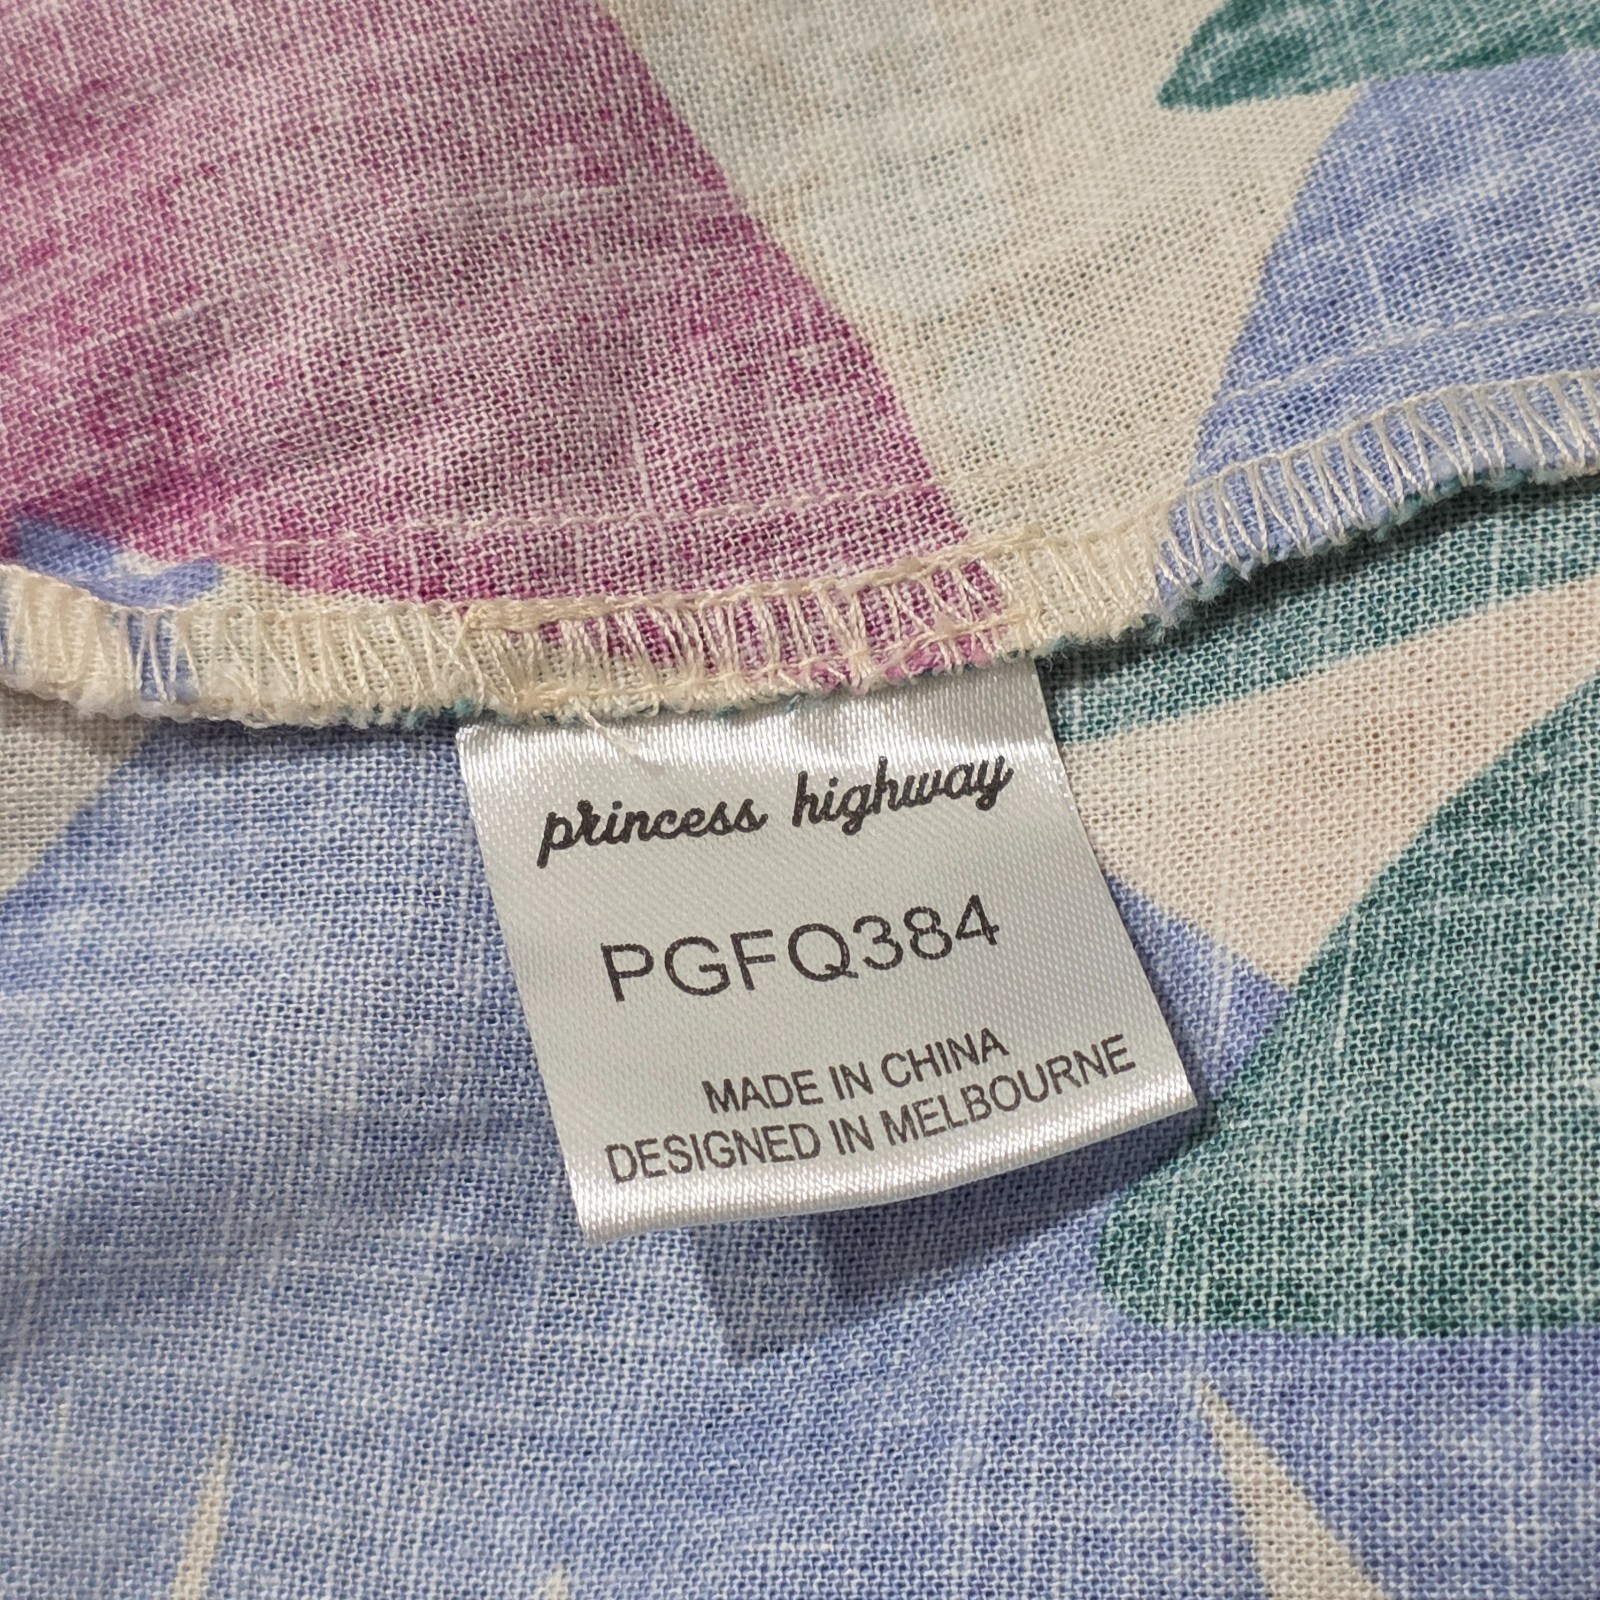 princess highway
PGFQ384
MADE IN CHINA
DESIGNED IN MELBOURNE